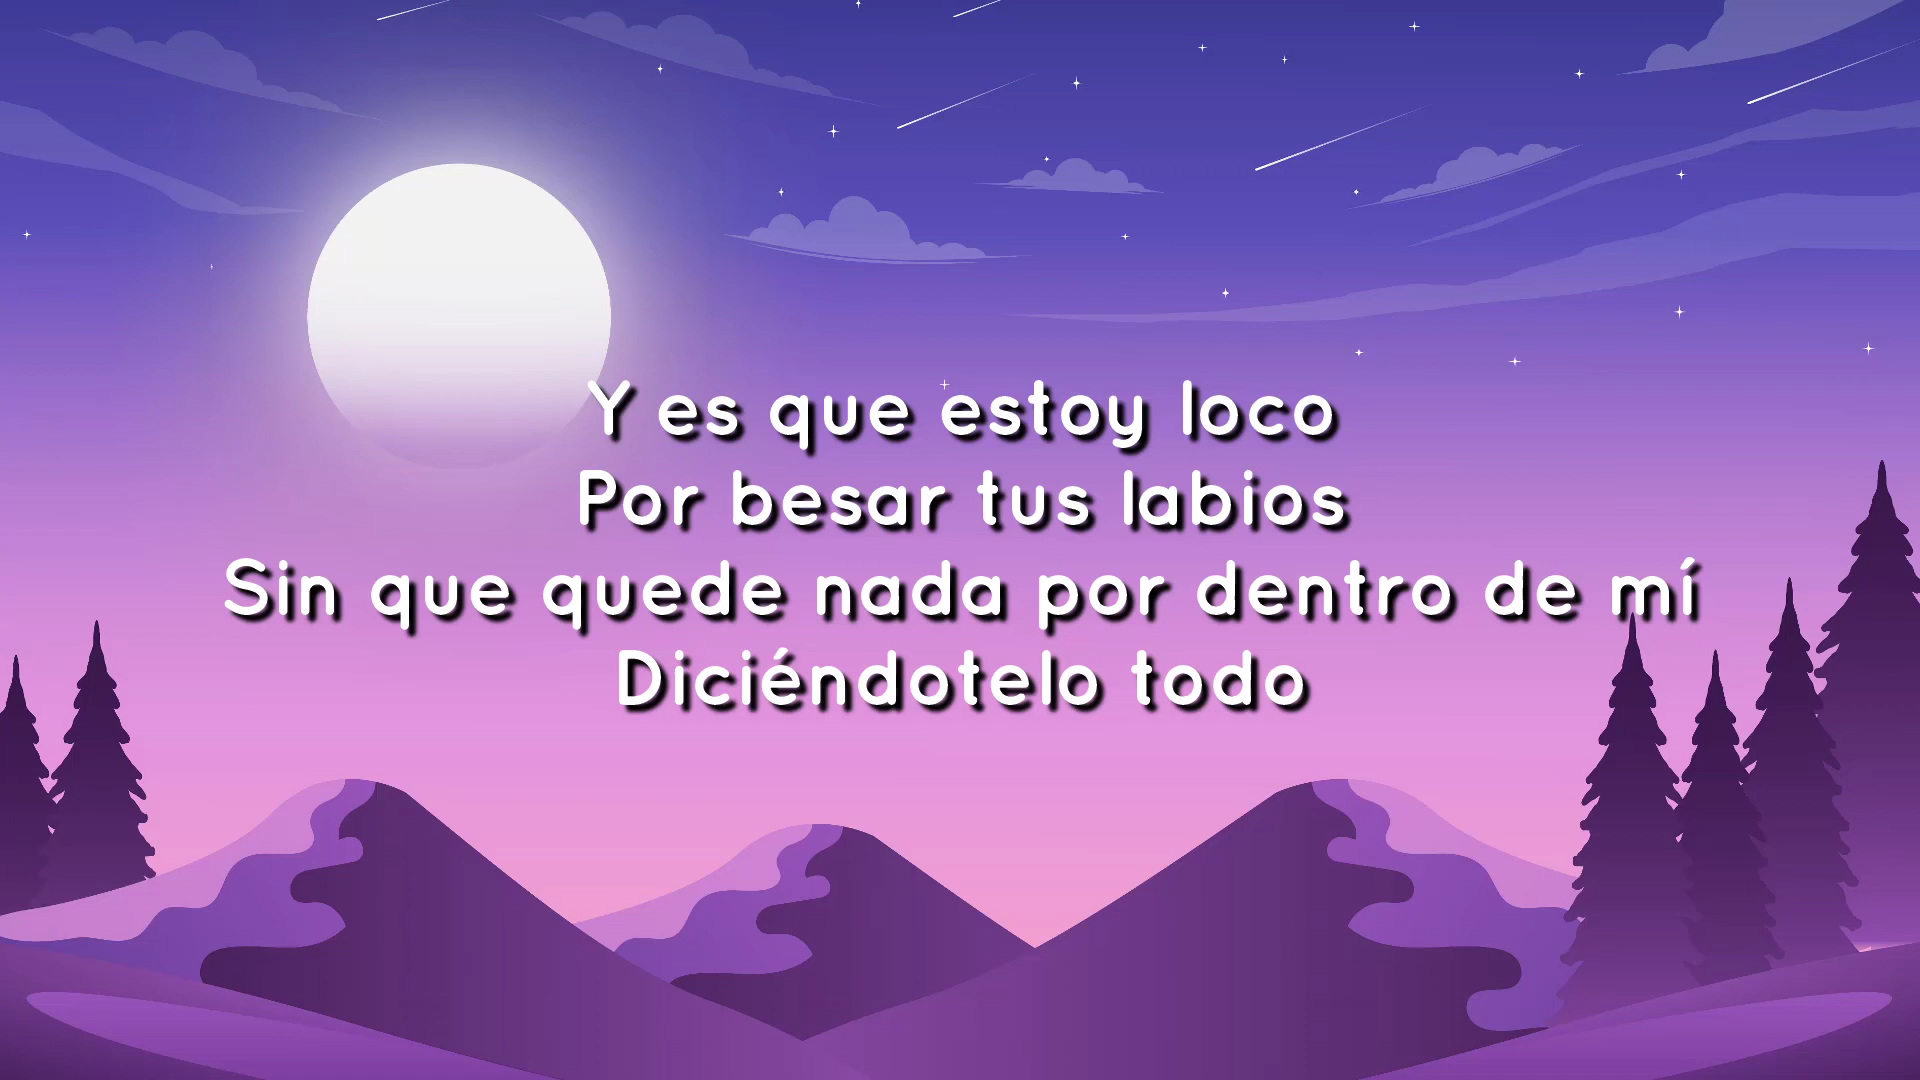 Y es que estoy loco
Por besar tus labios
Sin que quede nada por dentro de mí
Diciéndotelo todo